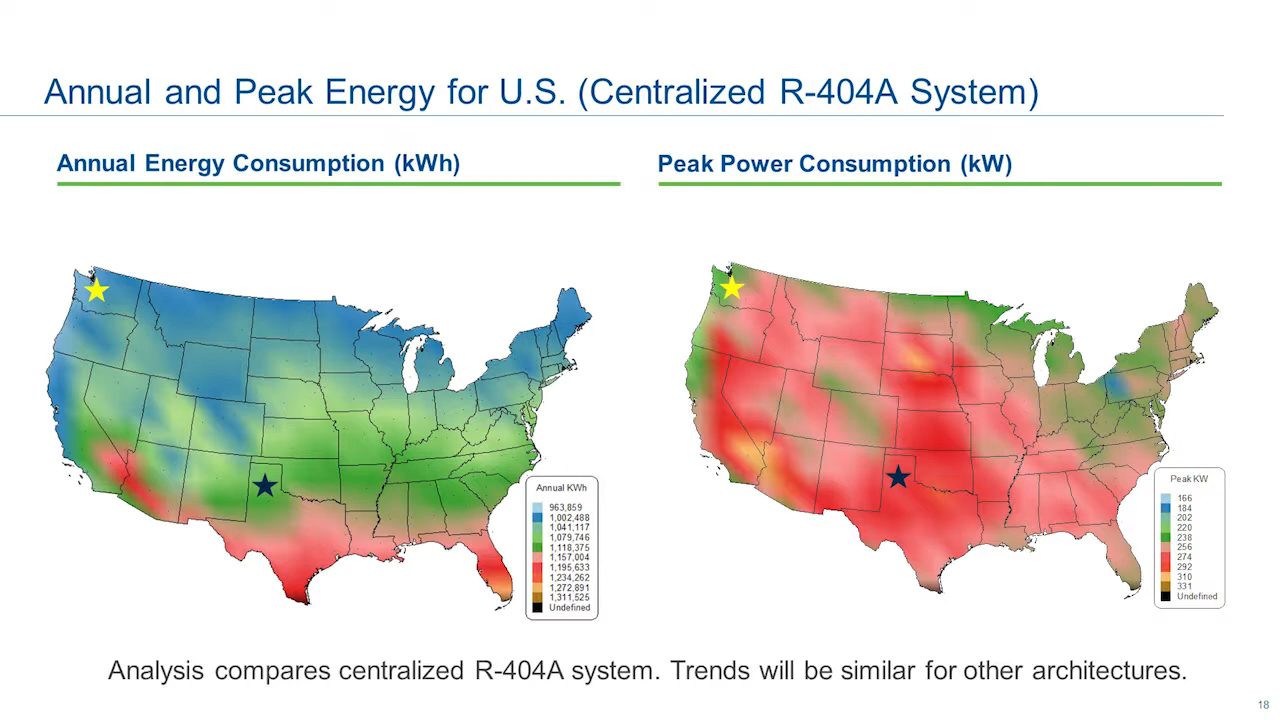 Annual and Peak Energy for U.S. (Centralized R-404A System)
Annual Energy Consumption (kWh)
Peak Power Consumption (kW)
Annual KWh
963,859
1,002,488
1,041,117
1,079,746
1,118,375
1,157,004
1,195,633
1,234,262
1,272,891
1,311,525
Undefined
Peak KW
166
184
202
220
238
256
274
292
310
331
Undefined
Analysis compares centralized R-404A system. Trends will be similar for other architectures.
18